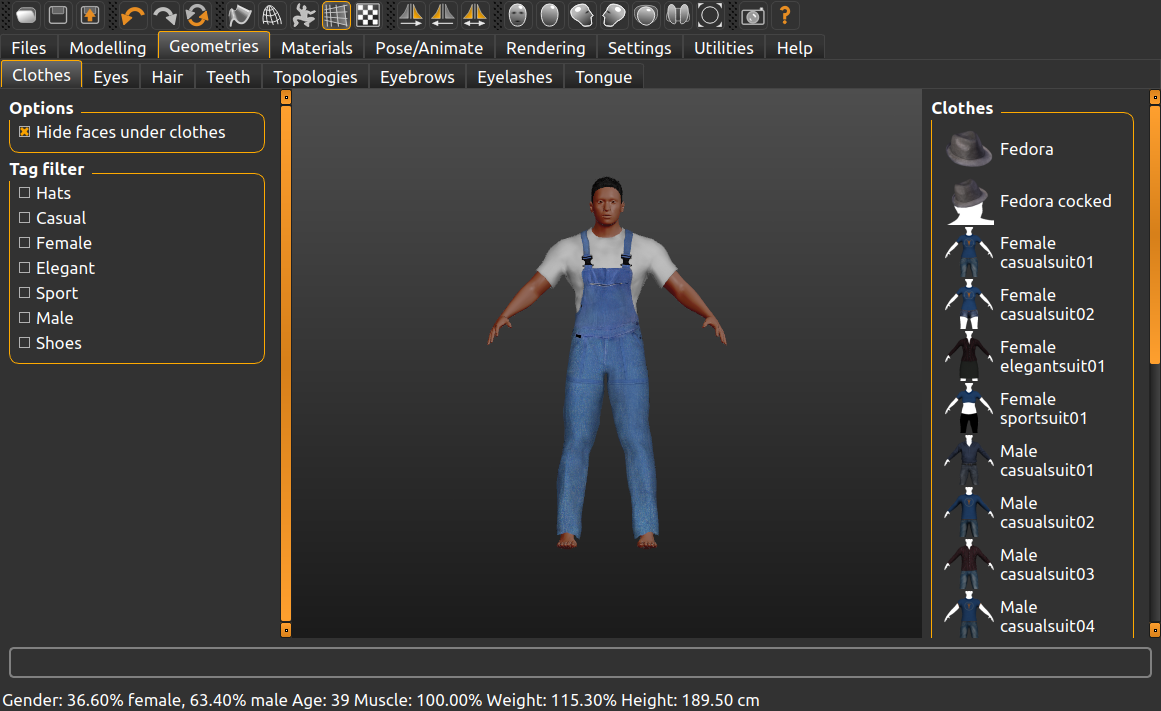 Files Modelling Geometries Materials Pose/Animate Rendering Settings Utilities Help
Clothes Eyes Hair Teeth Topologies Eyebrows Eyelashes Tongue
Options
Hide faces under clothes
Tag filter
Hats
Casual
Female
Elegant
Sport
Male
Shoes
Clothes
Fedora
Fedora cocked
Female
casualsuit01
Female
casualsuit02
Female
elegantsuit01
Female
sportsuit01
Male
casualsuit01
Male
casualsuit02
Male
casualsuit03
Male
casualsuit04
Gender: 36.60% female, 63.40% male Age: 39 Muscle: 100.00% Weight: 115.30% Height: 189.50 cm